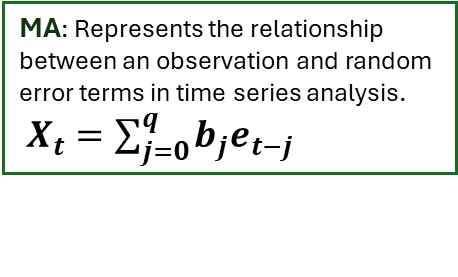 MA: Represents the relationship
between an observation and random
error terms in time series analysis.
X_t = ∑_{j=0}^{q} b_j e_{t−j}